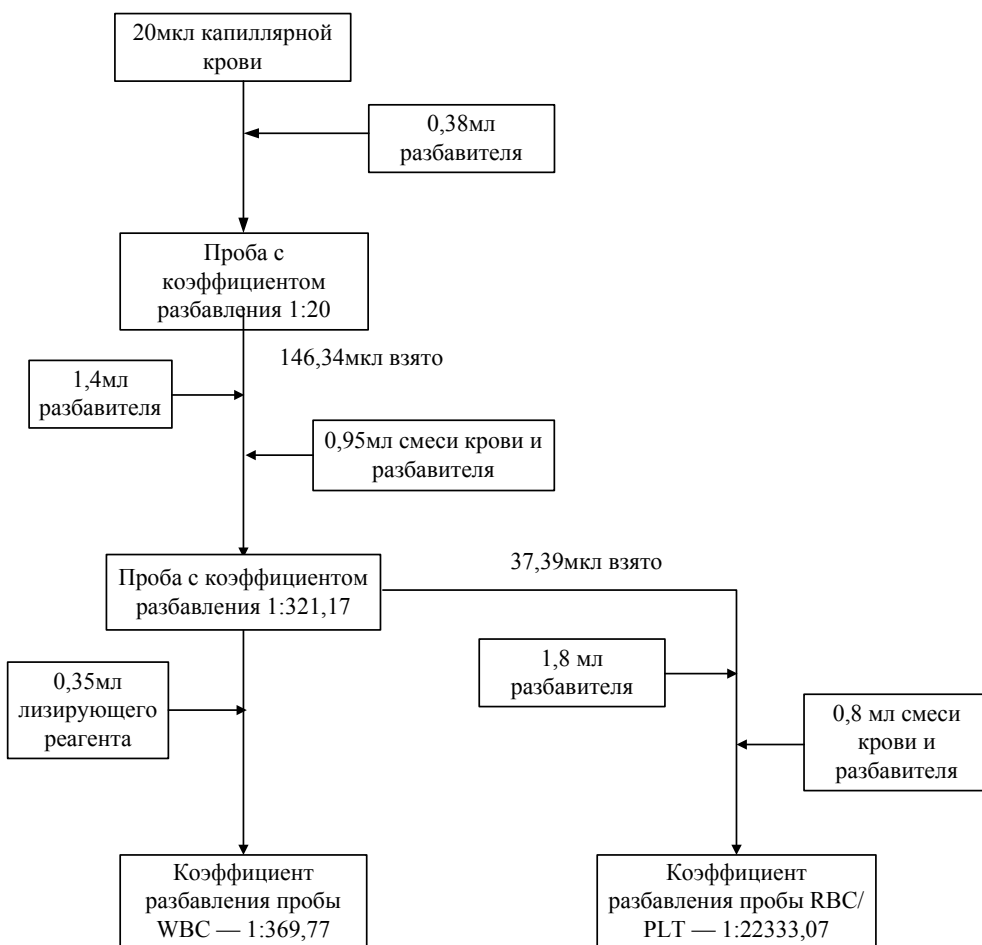 20мкл капиллярной
крови
0,38мл
разбавителя
Проба с
коэффициентом
разбавления 1:20
146,34мкл взято
1,4мл
разбавителя
0,95мл смеси крови и
разбавителя
Проба с коэффициентом
разбавления 1:321,17
37,39мкл взято
1,8 мл
разбавителя
0,35мл
лизирующего
реагента
0,8 мл смеси
крови и
разбавителя
Коэффициент
разбавления пробы
WBC — 1:369,77
Коэффициент
разбавления пробы RBC/
PLT — 1:22333,07